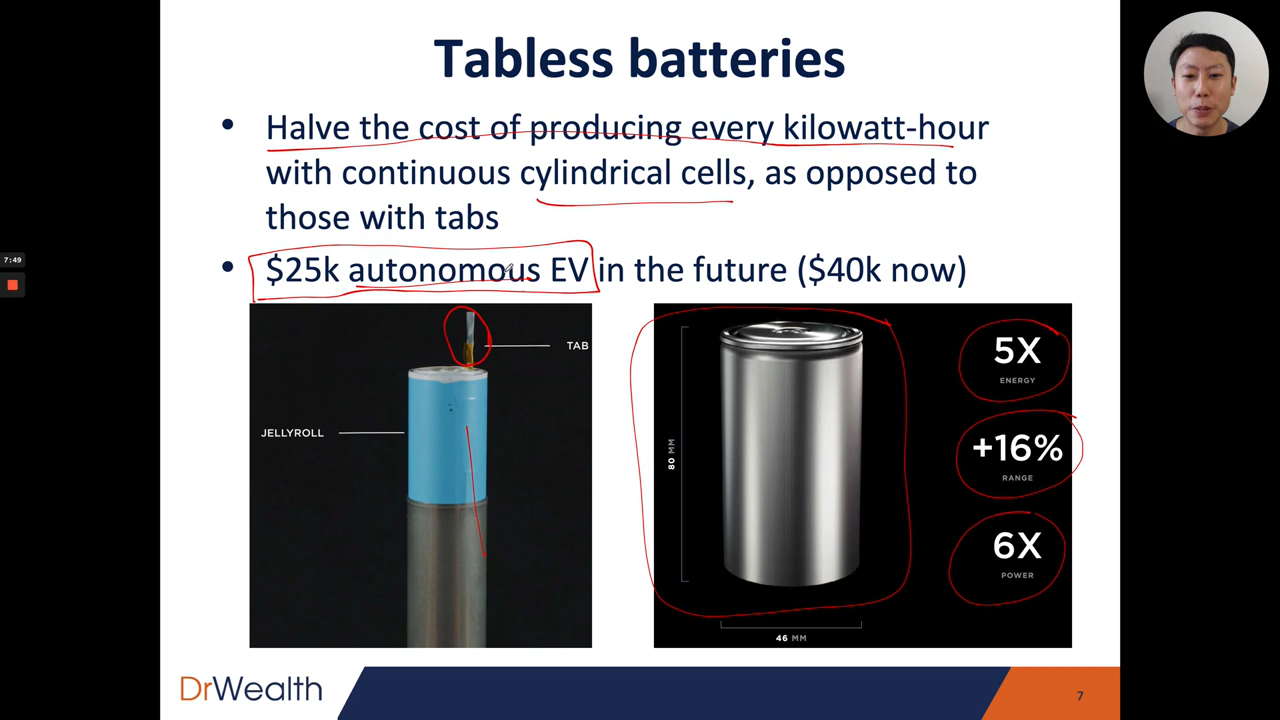 Tabless batteries
• Halve the cost of producing every kilowatt-hour
with continuous cylindrical cells, as opposed to
those with tabs
• $25k autonomous EV in the future ($40k now)
7:49
TAB
JELLYROLL
80 MM
46 MM
5X
ENERGY
+16%
RANGE
6X
POWER
DrWealth
7